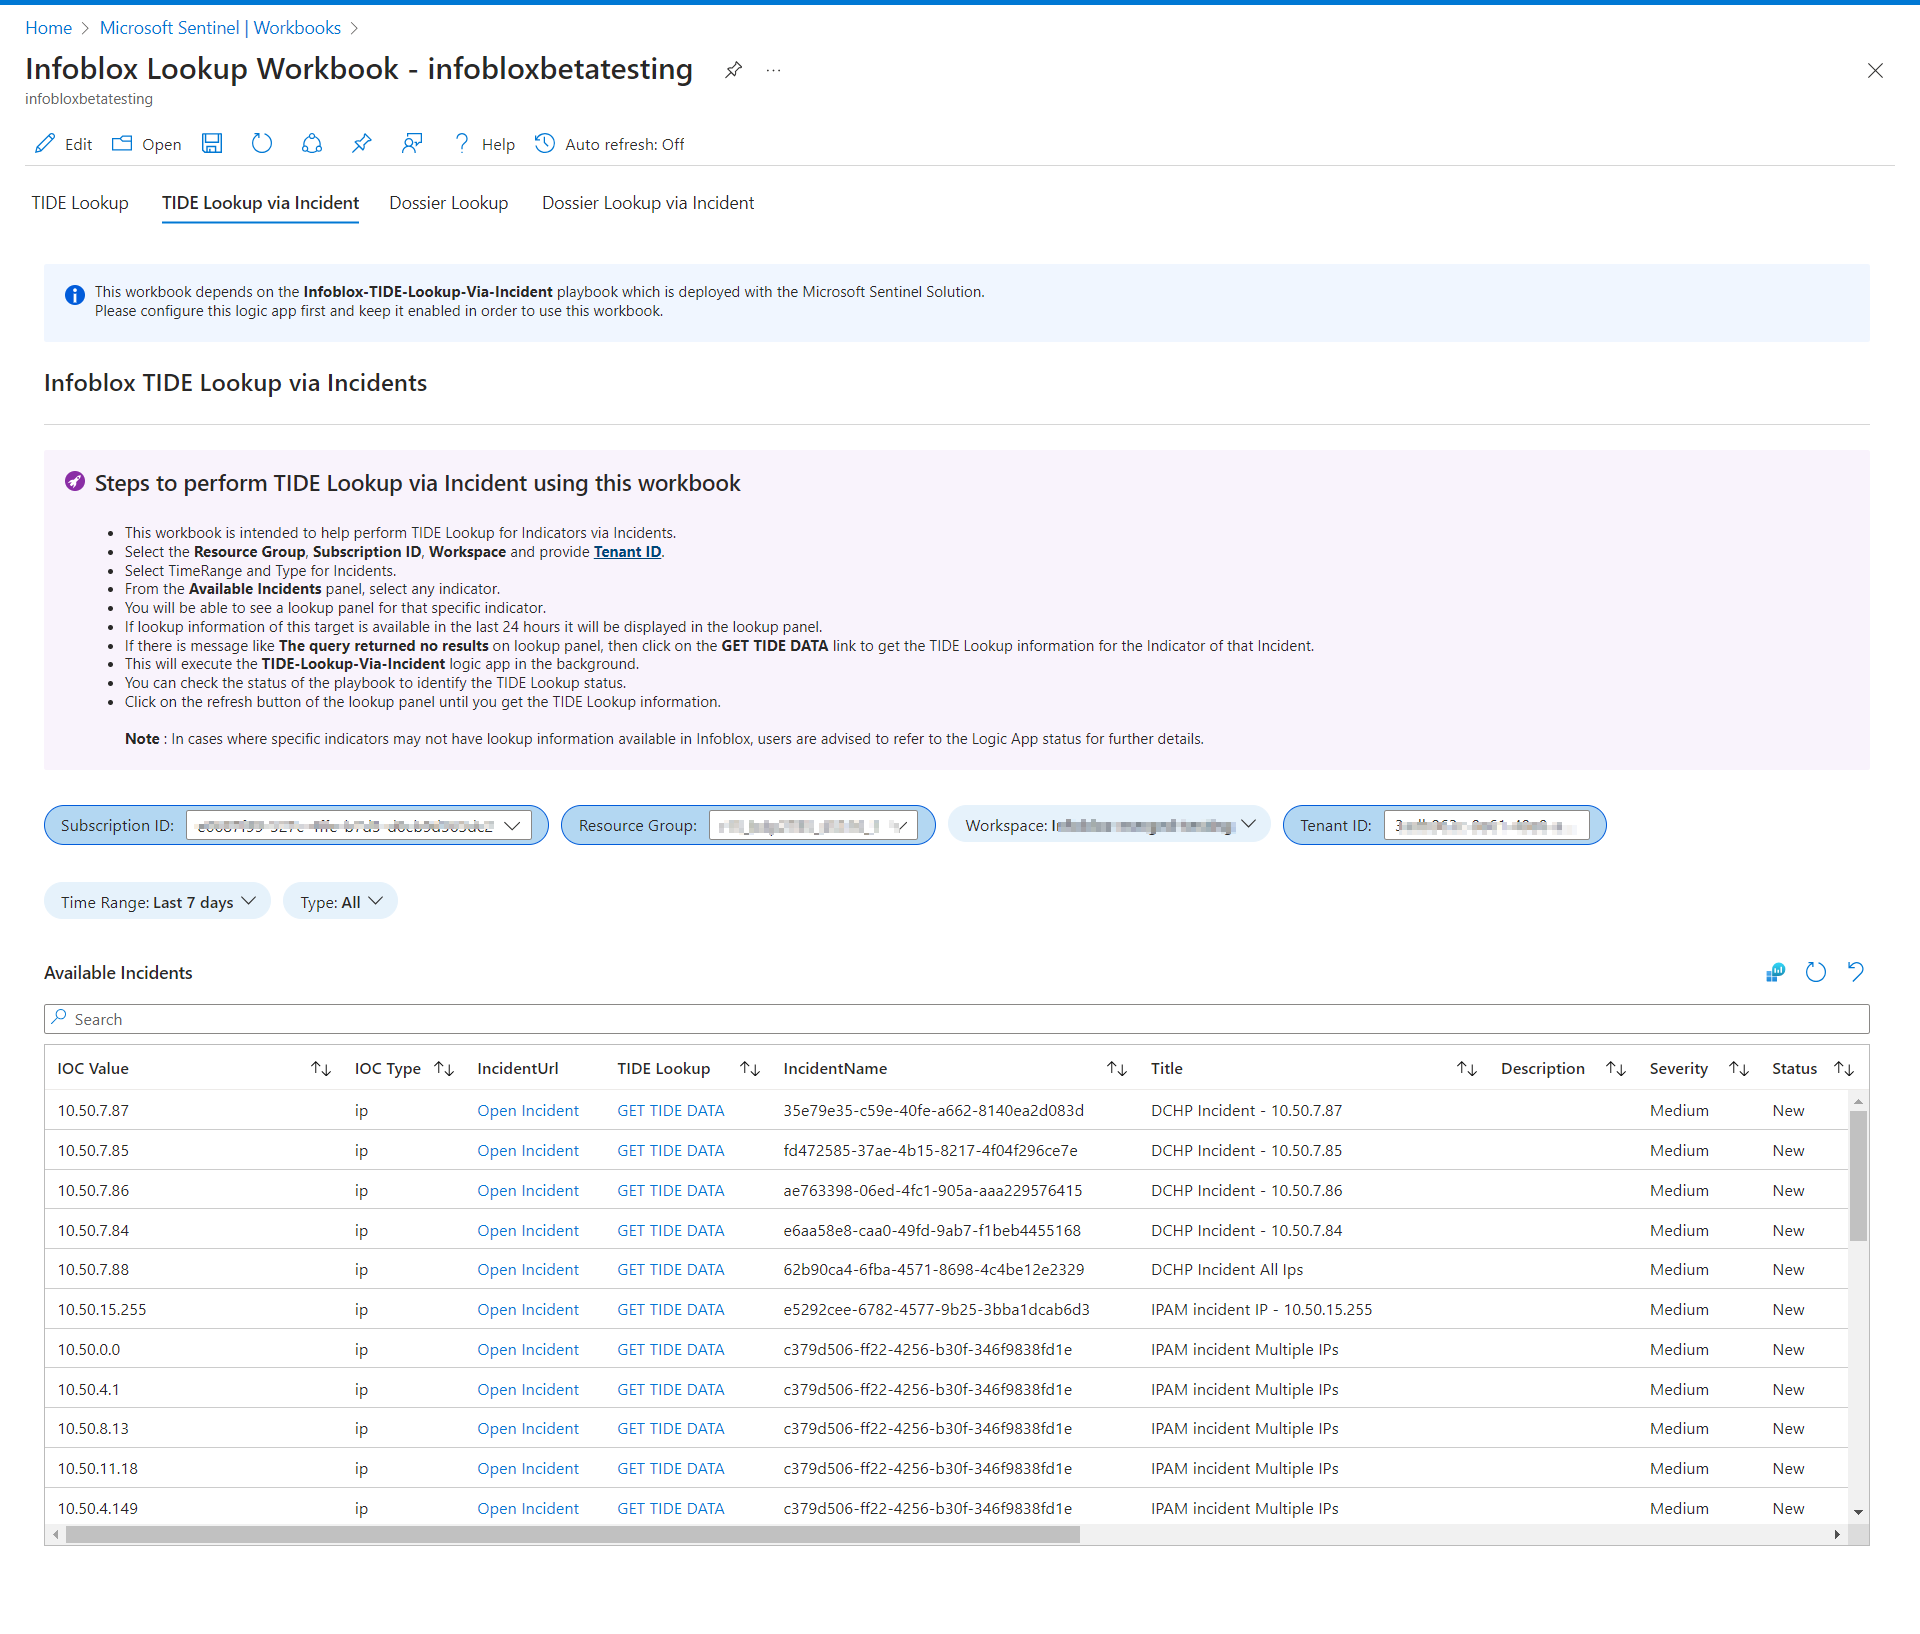 Home > Microsoft Sentinel | Workbooks >
Infoblox Lookup Workbook - infobloxbetatesting ...
infobloxbetatesting
Edit Open Help Auto refresh: Off
TIDE Lookup TIDE Lookup via Incident Dossier Lookup Dossier Lookup via Incident
This workbook depends on the Infoblox-TIDE-Lookup-Via-Incident playbook which is deployed with the Microsoft Sentinel Solution.
Please configure this logic app first and keep it enabled in order to use this workbook.
Infoblox TIDE Lookup via Incidents
Steps to perform TIDE Lookup via Incident using this workbook
• This workbook is intended to help perform TIDE Lookup for Indicators via Incidents.
• Select the Resource Group, Subscription ID, Workspace and provide Tenant ID.
• Select TimeRange and Type for Incidents.
• From the Available Incidents panel, select any indicator.
• You will be able to see a lookup panel for that specific indicator.
• If lookup information of this target is available in the last 24 hours it will be displayed in the lookup panel.
• If there is message like The query returned no results on lookup panel, then click on the GET TIDE DATA link to get the TIDE Lookup information for the Indicator of that Incident.
• This will execute the TIDE-Lookup-Via-Incident logic app in the background.
• You can check the status of the playbook to identify the TIDE Lookup status.
• Click on the refresh button of the lookup panel until you get the TIDE Lookup information.
Note : In cases where specific indicators may not have lookup information available in Infoblox, users are advised to refer to the Logic App status for further details.
Subscription ID: Resource Group: Workspace: Tenant ID:
Time Range: Last 7 days Type: All
Available Incidents
Search
IOC Value IOC Type IncidentUrl TIDE Lookup IncidentName Title Description Severity Status
10.50.7.87 ip Open Incident GET TIDE DATA 35e79e35-c59e-40fe-a662-8140ea2d083d DCHP Incident - 10.50.7.87 Medium New
10.50.7.85 ip Open Incident GET TIDE DATA fd472585-37ae-4b15-8217-4f04f296ce7e DCHP Incident - 10.50.7.85 Medium New
10.50.7.86 ip Open Incident GET TIDE DATA ae763398-06ed-4fc1-905a-aaa229576415 DCHP Incident - 10.50.7.86 Medium New
10.50.7.84 ip Open Incident GET TIDE DATA e6aa58e8-caa0-49fd-9ab7-f1beb4455168 DCHP Incident - 10.50.7.84 Medium New
10.50.7.88 ip Open Incident GET TIDE DATA 62b90ca4-6fba-4571-8698-4c4be12e2329 DCHP Incident All Ips Medium New
10.50.15.255 ip Open Incident GET TIDE DATA e5292cee-6782-4577-9b25-3bba1dcab6d3 IPAM incident IP - 10.50.15.255 Medium New
10.50.0.0 ip Open Incident GET TIDE DATA c379d506-ff22-4256-b30f-346f9838fd1e IPAM incident Multiple IPs Medium New
10.50.4.1 ip Open Incident GET TIDE DATA c379d506-ff22-4256-b30f-346f9838fd1e IPAM incident Multiple IPs Medium New
10.50.8.13 ip Open Incident GET TIDE DATA c379d506-ff22-4256-b30f-346f9838fd1e IPAM incident Multiple IPs Medium New
10.50.11.18 ip Open Incident GET TIDE DATA c379d506-ff22-4256-b30f-346f9838fd1e IPAM incident Multiple IPs Medium New
10.50.4.149 ip Open Incident GET TIDE DATA c379d506-ff22-4256-b30f-346f9838fd1e IPAM incident Multiple IPs Medium New